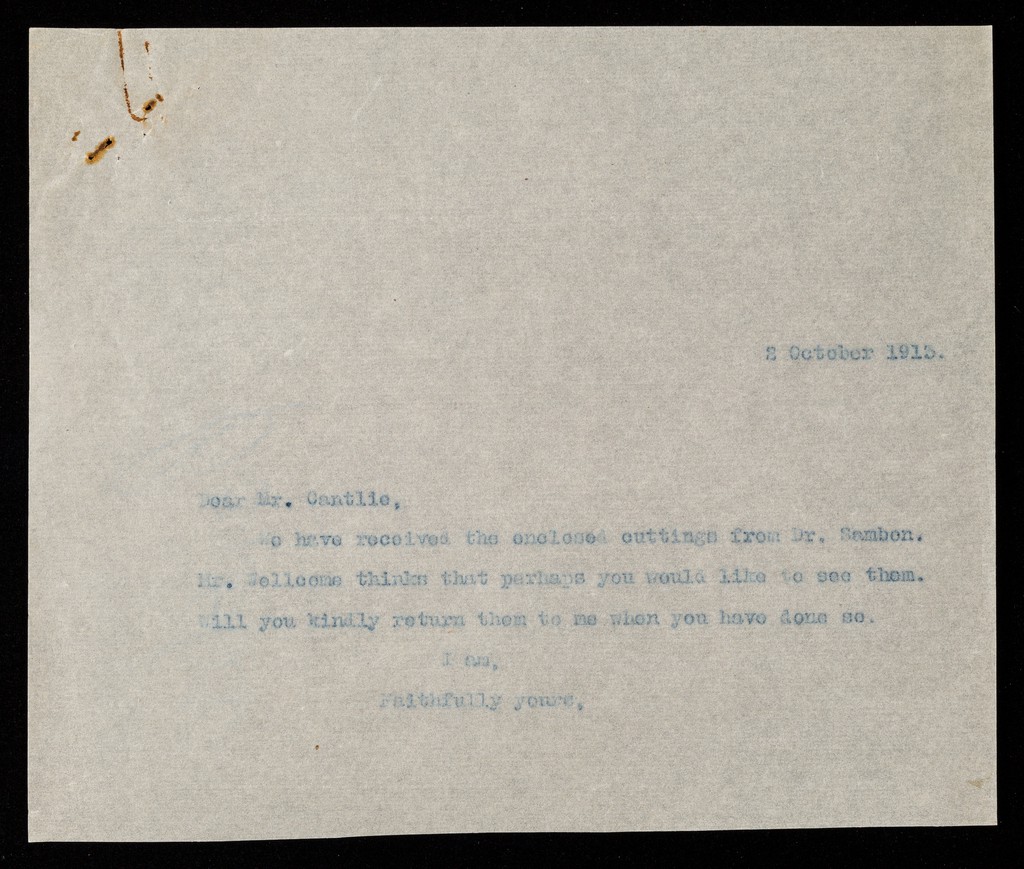 2 October 1913.
Dear Mr. Cantlie,
We have received the enclosed cuttings from Dr. Sambon.
Mr. Wellcome thinks that perhaps you would like to see them.
Will you kindly return them to me when you have done so.
I am,
Faithfully yours,